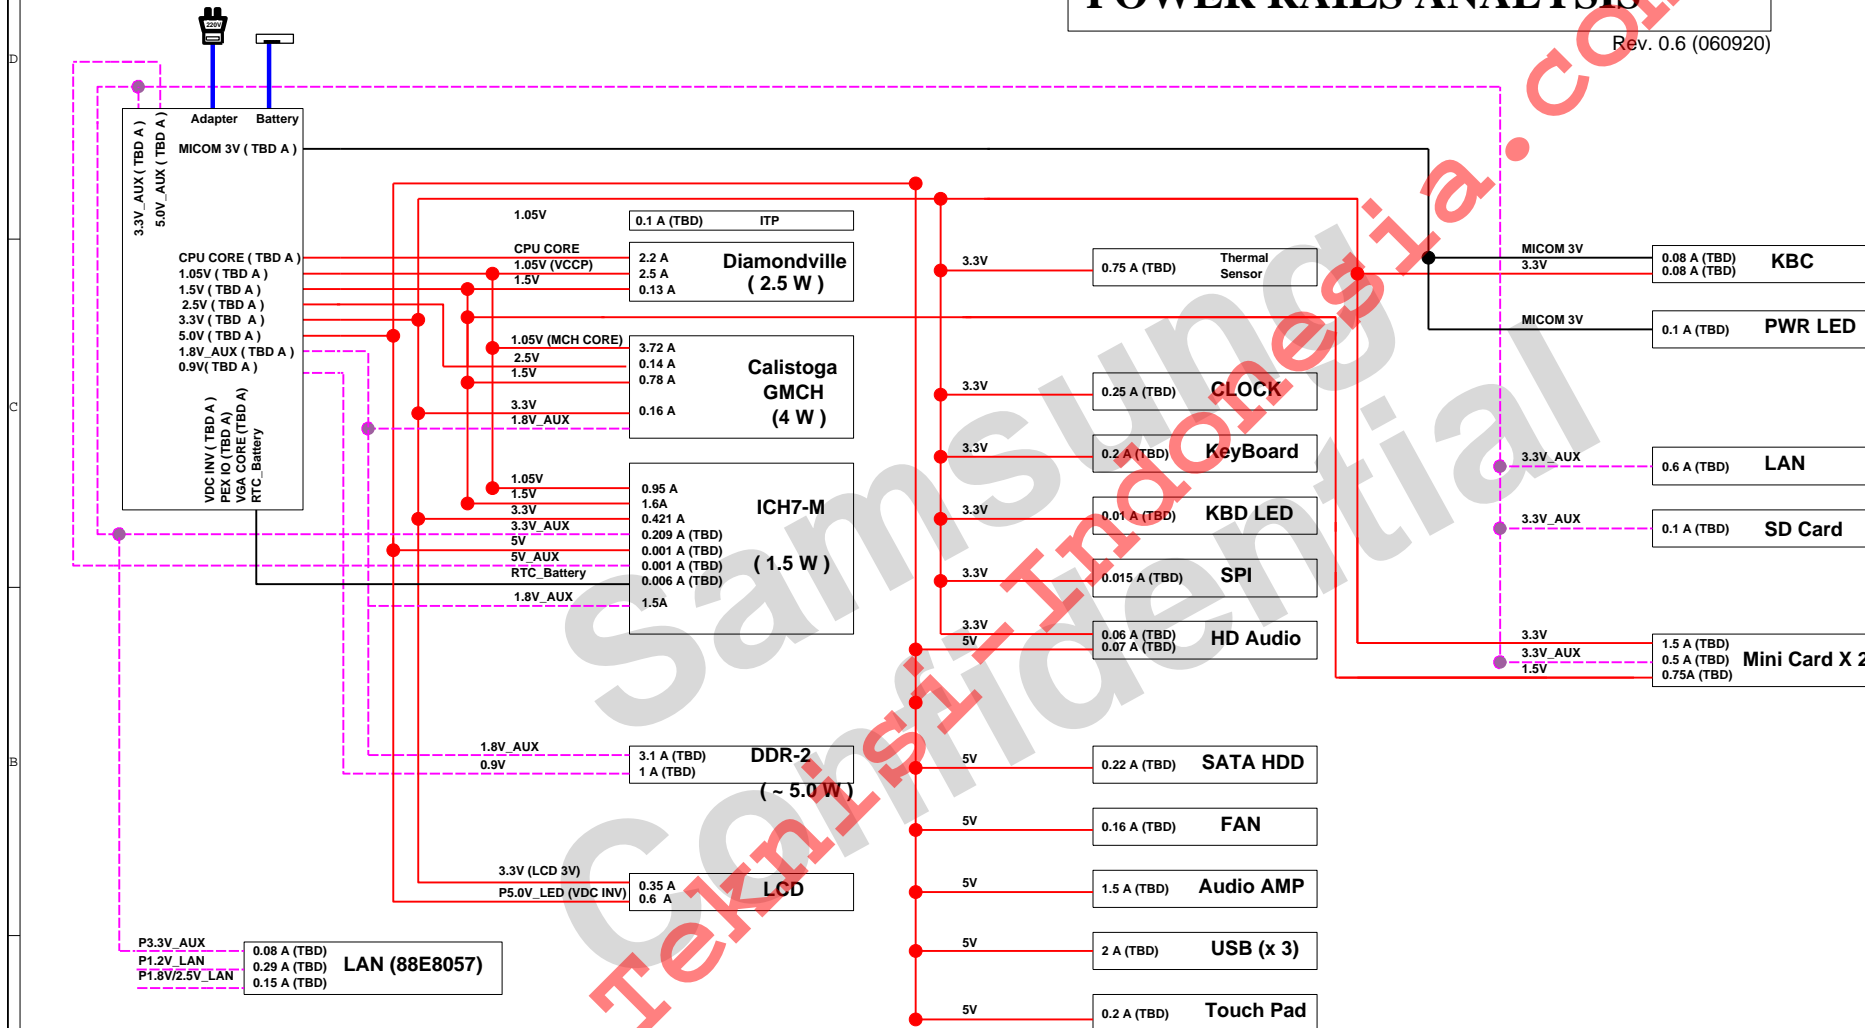 POWER RAILS ANALYSIS
Rev. 0.6 (060920)
D
C
B
220V
Adapter
Battery
3.3V_AUX ( TBD A )
5.0V_AUX ( TBD A )
MICOM 3V ( TBD A )
CPU CORE ( TBD A )
1.05V ( TBD A )
1.5V ( TBD A )
2.5V ( TBD A )
3.3V ( TBD A )
5.0V ( TBD A )
1.8V_AUX ( TBD A )
0.9V( TBD A )
VDC INV ( TBD A )
PEX IO (TBD A)
VGA CORE (TBD A)
RTC_Battery
1.05V
0.1 A (TBD)
ITP
CPU CORE
1.05V (VCCP)
1.5V
2.2 A
2.5 A
0.13 A
Diamondville
( 2.5 W )
1.05V (MCH CORE)
2.5V
1.5V
3.3V
1.8V_AUX
3.72 A
0.14 A
0.78 A
0.16 A
Calistoga
GMCH
(4 W )
1.05V
1.5V
3.3V
3.3V_AUX
5V
5V_AUX
RTC_Battery
1.8V_AUX
0.95 A
1.6A
0.421 A
0.209 A (TBD)
0.001 A (TBD)
0.001 A (TBD)
0.006 A (TBD)
1.5A
ICH7-M
( 1.5 W )
1.8V_AUX
0.9V
3.1 A (TBD)
1 A (TBD)
DDR-2
( ~ 5.0 W )
3.3V (LCD 3V)
P5.0V_LED (VDC INV)
0.35 A
0.6 A
LCD
P3.3V_AUX
P1.2V_LAN
P1.8V/2.5V_LAN
0.08 A (TBD)
0.29 A (TBD)
0.15 A (TBD)
LAN (88E8057)
3.3V
0.75 A (TBD)
Thermal
Sensor
3.3V
0.25 A (TBD)
CLOCK
3.3V
0.2 A (TBD)
KeyBoard
3.3V
0.01 A (TBD)
KBD LED
3.3V
0.015 A (TBD)
SPI
3.3V
5V
0.06 A (TBD)
0.07 A (TBD)
HD Audio
5V
0.22 A (TBD)
SATA HDD
5V
0.16 A (TBD)
FAN
5V
1.5 A (TBD)
Audio AMP
5V
2 A (TBD)
USB (x 3)
5V
0.2 A (TBD)
Touch Pad
MICOM 3V
3.3V
0.08 A (TBD)
0.08 A (TBD)
KBC
MICOM 3V
0.1 A (TBD)
PWR LED
3.3V_AUX
0.6 A (TBD)
LAN
3.3V_AUX
0.1 A (TBD)
SD Card
3.3V
3.3V_AUX
1.5V
1.5 A (TBD)
0.5 A (TBD)
0.75A (TBD)
Mini Card X 2
Samsung
Confidential
Teknisi-Indonesia.com